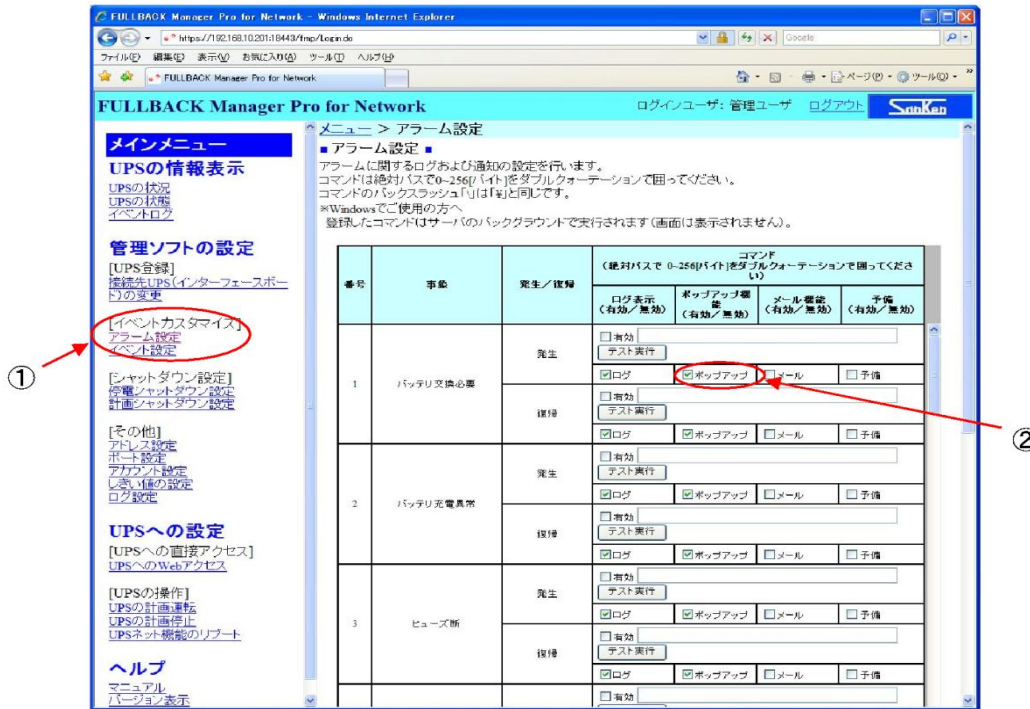 FULLBACK Manager Pro for Network - Windows Internet Explorer
https://192.168.10.201:18443/fmp/Login.do
Google
ファイル(F) 編集(E) 表示(V) お気に入り(A) ツール(T) ヘルプ(H)
FULLBACK Manager Pro for Network
ページ(P) ツール(O)
FULLBACK Manager Pro for Network
ログインユーザ: 管理ユーザ ログアウト SanKen
メインメニュー
UPSの情報表示
UPSの状況
UPSの状態
イベントログ
管理ソフトの設定
[UPS登録]
接続先UPS(インターフェースボー
ド)の変更
[イベントカスタマイズ]
アラーム設定
イベント設定
①
[シャットダウン設定]
停電シャットダウン設定
計画シャットダウン設定
[その他]
アドレス設定
ポート設定
アカウント設定
しきい値の設定
ログ設定
UPSへの設定
[UPSへの直接アクセス]
UPSへのWebアクセス
[UPSの操作]
UPSの計画運転
UPSの計画停止
UPSネット機能のリブート
ヘルプ
マニュアル
バージョン表示
メニュー > アラーム設定
■ アラーム設定 ■
アラームに関するログおよび通知の設定を行います。
コマンドは絶対パスで0~256[バイト]をダブルクォーテーションで囲ってください。
コマンドのバックスラッシュ「\」は「¥」と同じです。
※Windowsでご使用の方へ
登録したコマンドはサーバのバックグラウンドで実行されます(画面は表示されません)。
番号 事象 発生/復帰
コマンド
(絶対パスで 0~256[バイト]をダブルクォーテーションで囲ってくださ
い)
ログ表示
(有効/無効)
ポップアップ機
能
(有効/無効)
メール機能
(有効/無効)
予備
(有効/無効)
1 バッテリ交換必要
発生
有効
テスト実行
ログ ポップアップ メール 予備
②
復帰
有効
テスト実行
ログ ポップアップ メール 予備
2 バッテリ充電異常
発生
有効
テスト実行
ログ ポップアップ メール 予備
復帰
有効
テスト実行
ログ ポップアップ メール 予備
3 ヒューズ断
発生
有効
テスト実行
ログ ポップアップ メール 予備
復帰
有効
テスト実行
ログ ポップアップ メール 予備
有効